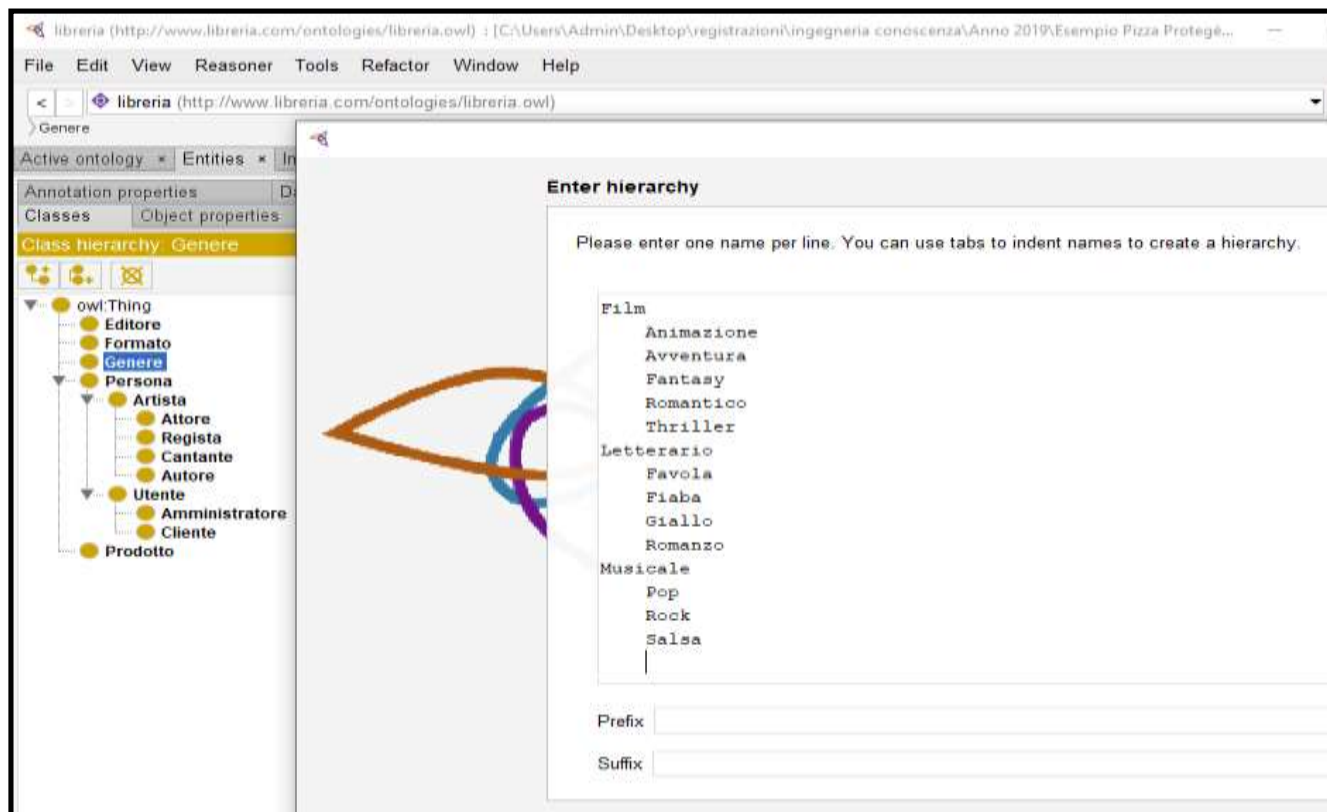 libreria (http://www.libreria.com/ontologies/libreria.owl) : [C:\Users\Admin\Desktop\registrazioni\ingegneria conoscenza\Anno 2019\Esempio Pizza Protegè...
File Edit View Reasoner Tools Refactor Window Help
< > libreria (http://www.libreria.com/ontologies/libreria.owl)
Genere
Active ontology × Entities × In
Annotation properties Da
Classes Object properties
Class hierarchy: Genere
owl:Thing
Editore
Formato
Genere
Persona
Artista
Attore
Regista
Cantante
Autore
Utente
Amministratore
Cliente
Prodotto
Enter hierarchy
Please enter one name per line. You can use tabs to indent names to create a hierarchy.
Film
Animazione
Avventura
Fantasy
Romantico
Thriller
Letterario
Favola
Fiaba
Giallo
Romanzo
Musicale
Pop
Rock
Salsa
Prefix
Suffix